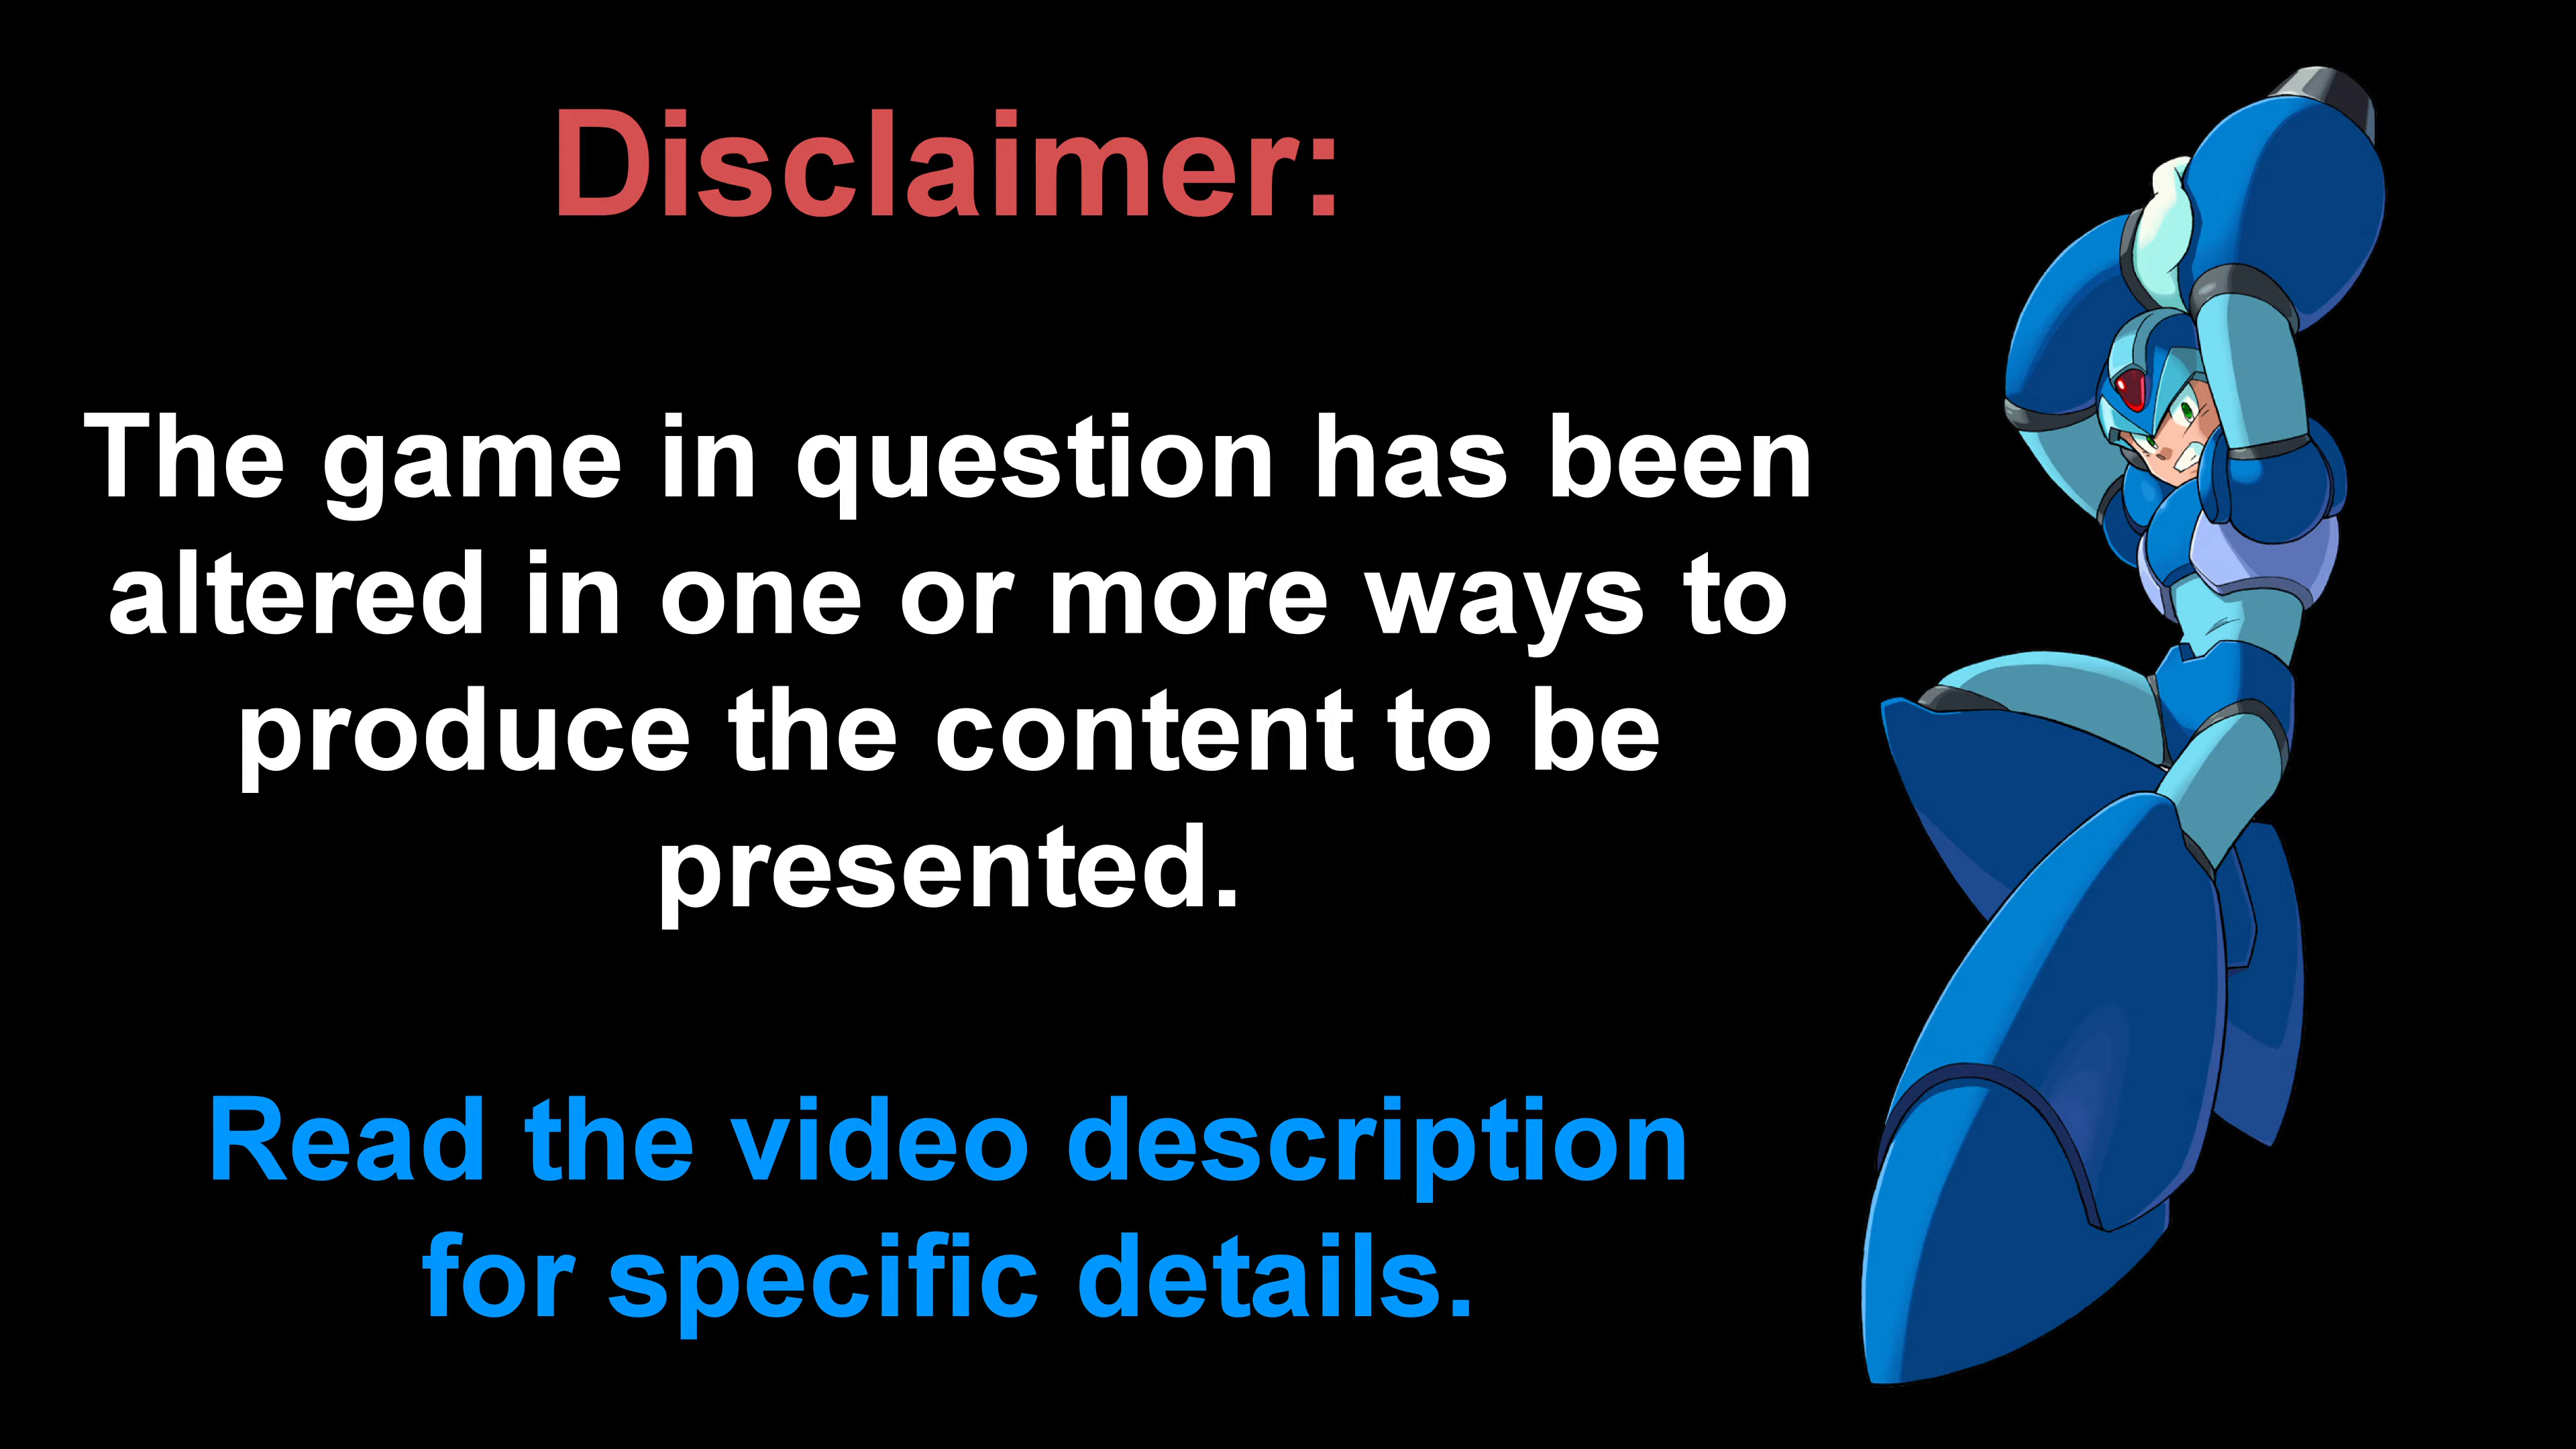 Disclaimer:
The game in question has been
altered in one or more ways to
produce the content to be
presented.
Read the video description
for specific details.